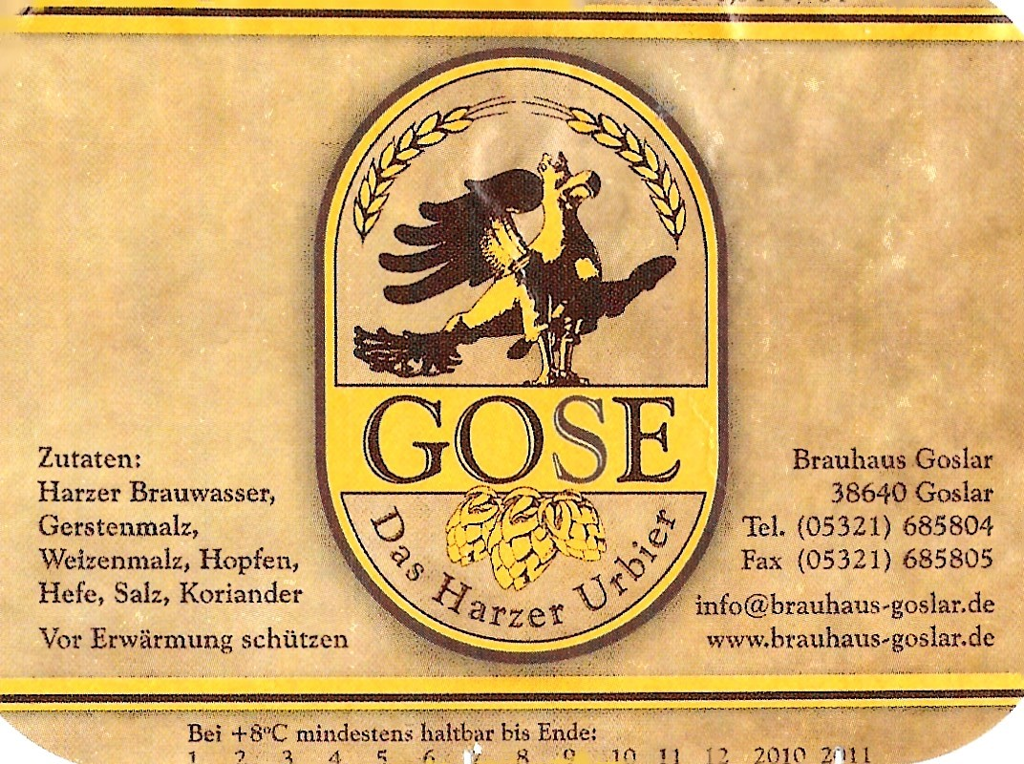 GOSE
Das Harzer Urbier
Zutaten:
Harzer Brauwasser,
Gerstenmalz,
Weizenmalz, Hopfen,
Hefe, Salz, Koriander
Vor Erwärmung schützen
Brauhaus Goslar
38640 Goslar
Tel. (05321) 685804
Fax (05321) 685805
info@brauhaus-goslar.de
www.brauhaus-goslar.de
Bei +8°C mindestens haltbar bis Ende:
1 2 3 4 5 6 7 8 9 10 11 12 2010 2011